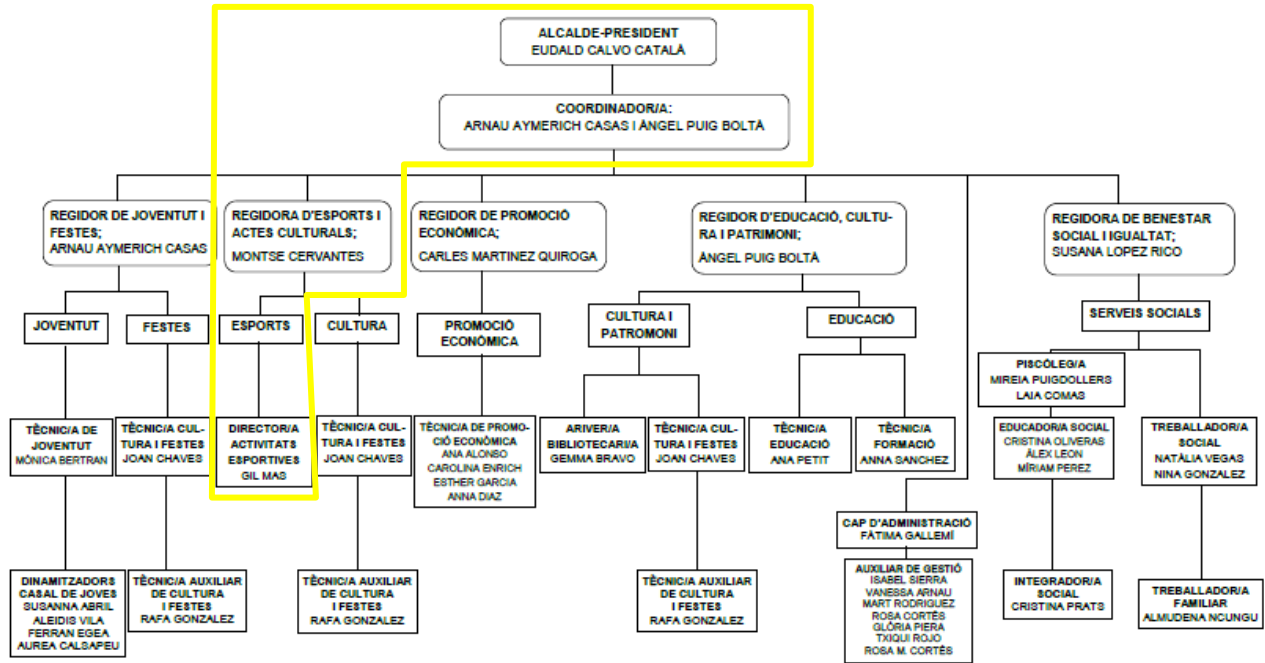 ALCALDE-PRESIDENT
EUDALD CALVO CATALÀ
COORDINADOR/A:
ARNAU AYMERICH CASAS I ÀNGEL PUIG BOLTÀ
REGIDOR DE JOVENTUT I
FESTES;
ARNAU AYMERICH CASAS
REGIDORA D'ESPORTS I
ACTES CULTURALS;
MONTSE CERVANTES
REGIDOR DE PROMOCIÓ
ECONÒMICA;
CARLES MARTINEZ QUIROGA
REGIDOR D'EDUCACIÓ, CULTU-
RA I PATRIMONI;
ÀNGEL PUIG BOLTÀ
REGIDORA DE BENESTAR
SOCIAL I IGUALTAT;
SUSANA LOPEZ RICO
JOVENTUT
FESTES
ESPORTS
CULTURA
PROMOCIÓ
ECONÒMICA
CULTURA I
PATROMONI
EDUCACIÓ
SERVEIS SOCIALS
PISCÒLEG/A
MIREIA PUIGDOLLERS
LAIA COMAS
TÈCNIC/A DE
JOVENTUT
MÒNICA BERTRAN
TÈCNIC/A CUL-
TURA I FESTES
JOAN CHAVES
DIRECTOR/A
ACTIVITATS
ESPORTIVES
GIL MAS
TÈCNIC/A CUL-
TURA I FESTES
JOAN CHAVES
TÈCNIC/A DE PROMO-
CIÓ ECONÒMICA
ANA ALONSO
CAROLINA ENRICH
ESTHER GARCIA
ANNA DIAZ
ARIVER/A
BIBLIOTECARI/A
GEMMA BRAVO
TÈCNIC/A CUL-
TURA I FESTES
JOAN CHAVES
TÈCNIC/A
EDUCACIÓ
ANA PETIT
TÈCNIC/A
FORMACIÓ
ANNA SANCHEZ
EDUCADOR/A SOCIAL
CRISTINA OLIVERAS
ÀLEX LEON
MÍRIAM PEREZ
TREBALLADOR/A
SOCIAL
NATÀLIA VEGAS
NINA GONZALEZ
CAP D'ADMINISTRACIÓ
FÀTIMA GALLEMÍ
DINAMITZADORS
CASAL DE JOVES
SUSANNA ABRIL
ALEIDIS VILA
FERRAN EGEA
AUREA CALSAPEU
TÈCNIC/A AUXILIAR
DE CULTURA
I FESTES
RAFA GONZALEZ
TÈCNIC/A AUXILIAR
DE CULTURA
I FESTES
RAFA GONZALEZ
TÈCNIC/A AUXILIAR
DE CULTURA
I FESTES
RAFA GONZALEZ
AUXILIAR DE GESTIÓ
ISABEL SIERRA
VANESSA ARNAU
MART RODRIGUEZ
ROSA CORTÉS
GLÒRIA PIERA
TXIQUI ROJO
ROSA M. CORTÉS
INTEGRADOR/A
SOCIAL
CRISTINA PRATS
TREBALLADOR/A
FAMILIAR
ALMUDENA NCUNGU